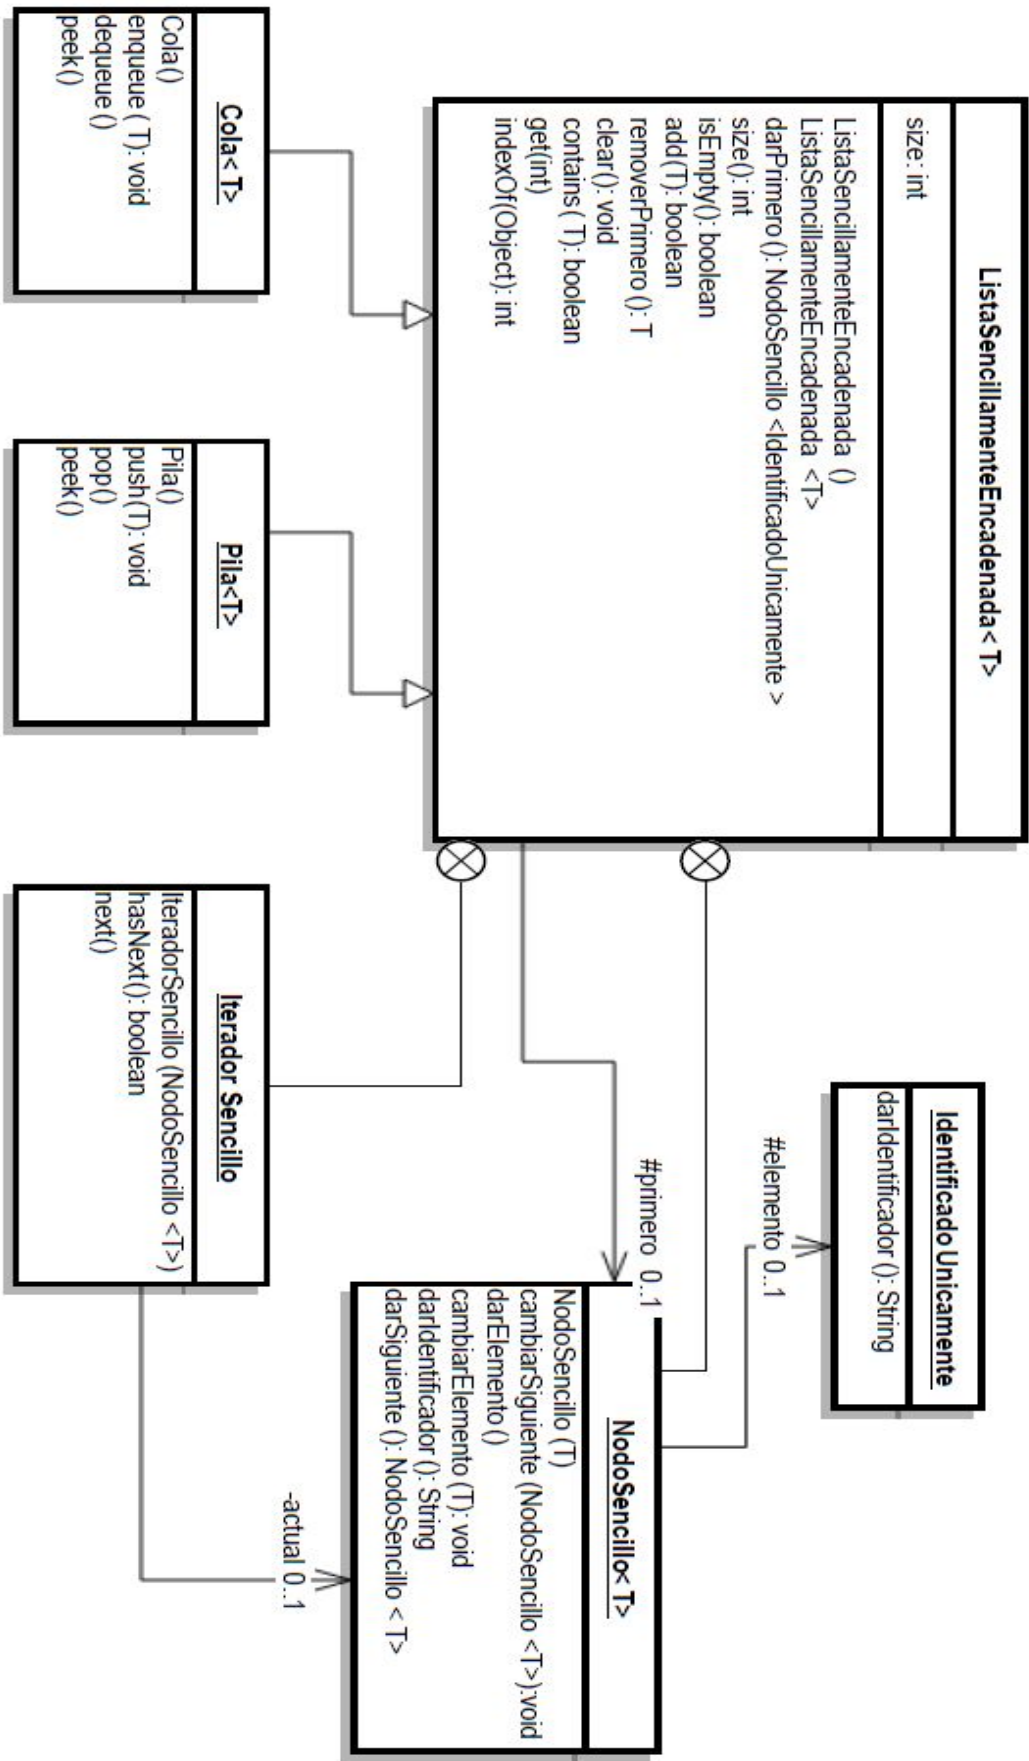 ListaSencillamenteEncadenada< T>
size: int
ListaSencillamenteEncadenada ()
ListaSencillamenteEncadenada <T>
darPrimero (): NodoSencillo <IdentificadoUnicamente >
size(): int
isEmpty(): boolean
add(T): boolean
removerPrimero (): T
clear(): void
contains( T): boolean
get(int)
indexOf(Object): int
Identificado Unicamente
darIdentificador (): String
#elemento 0..1
#primero 0..1
NodoSencillo< T>
NodoSencillo (T)
cambiarSiguiente (NodoSencillo <T>):void
darElemento ()
cambiarElemento (T): void
darIdentificador (): String
darSiguiente (): NodoSencillo < T>
-actual 0..1
Cola< T>
Cola()
enqueue ( T): void
dequeue ()
peek()
Pila<T>
Pila()
push(T): void
pop()
peek()
Iterador Sencillo
IteradorSencillo (NodoSencillo <T>)
hasNext(): boolean
next()